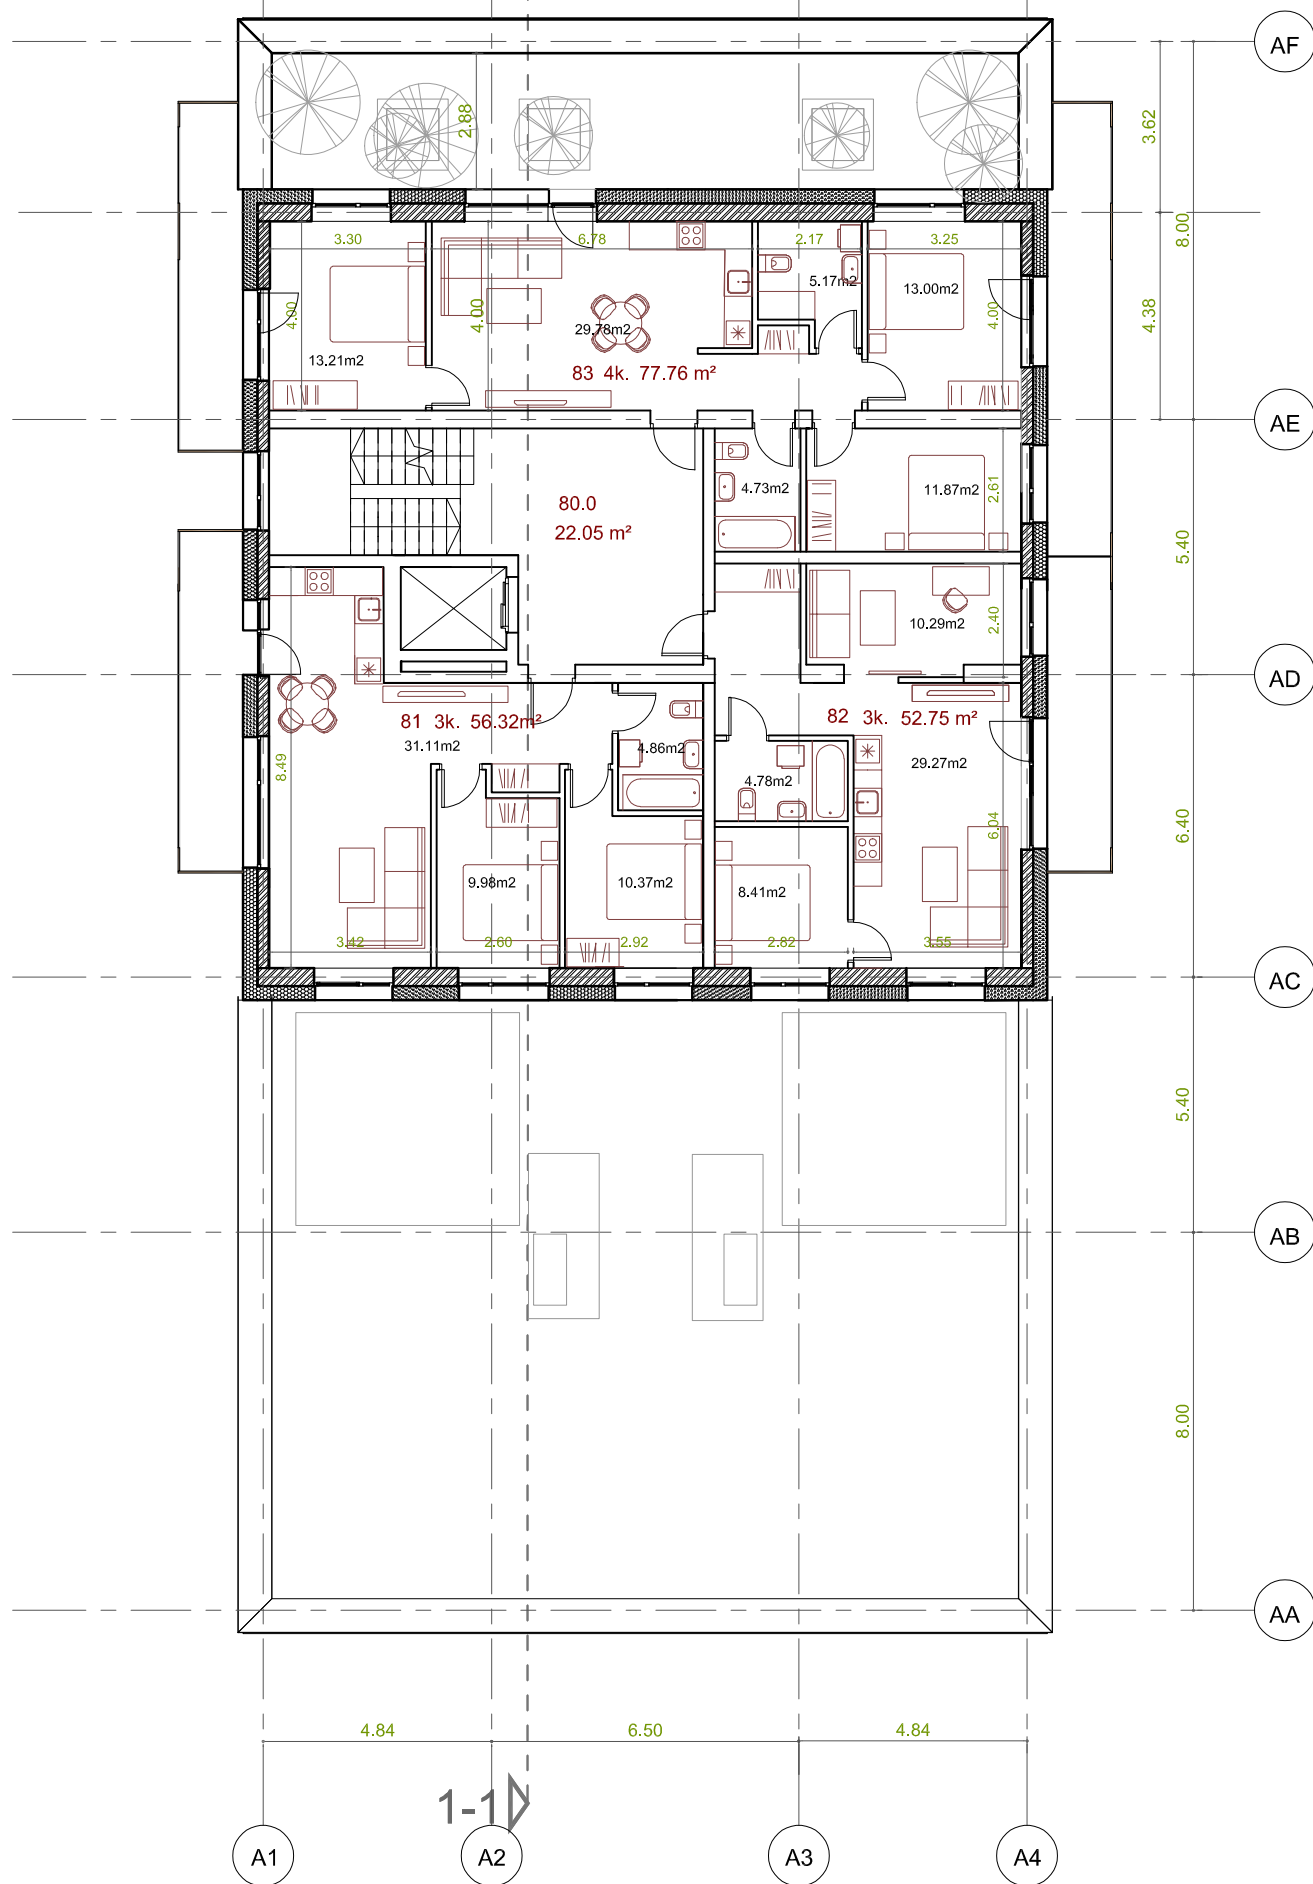 AF
2.88
3.62
8.00
3.30
6.78
2.17
3.25
5.17m2
13.00m2
4.00
4.00
4.00
4.38
29.78m2
13.21m2
83 4k. 77.76 m²
AE
4.73m2
11.87m2
2.61
80.0
22.05 m²
5.40
10.29m2
2.40
AD
81 3k. 56.32m²
82 3k. 52.75 m²
31.11m2
4.86m2
29.27m2
8.49
4.78m2
6.04
6.40
9.98m2
10.37m2
8.41m2
3.42
2.60
2.92
2.82
3.55
AC
5.40
AB
8.00
AA
4.84
6.50
4.84
1-1
A1
A2
A3
A4